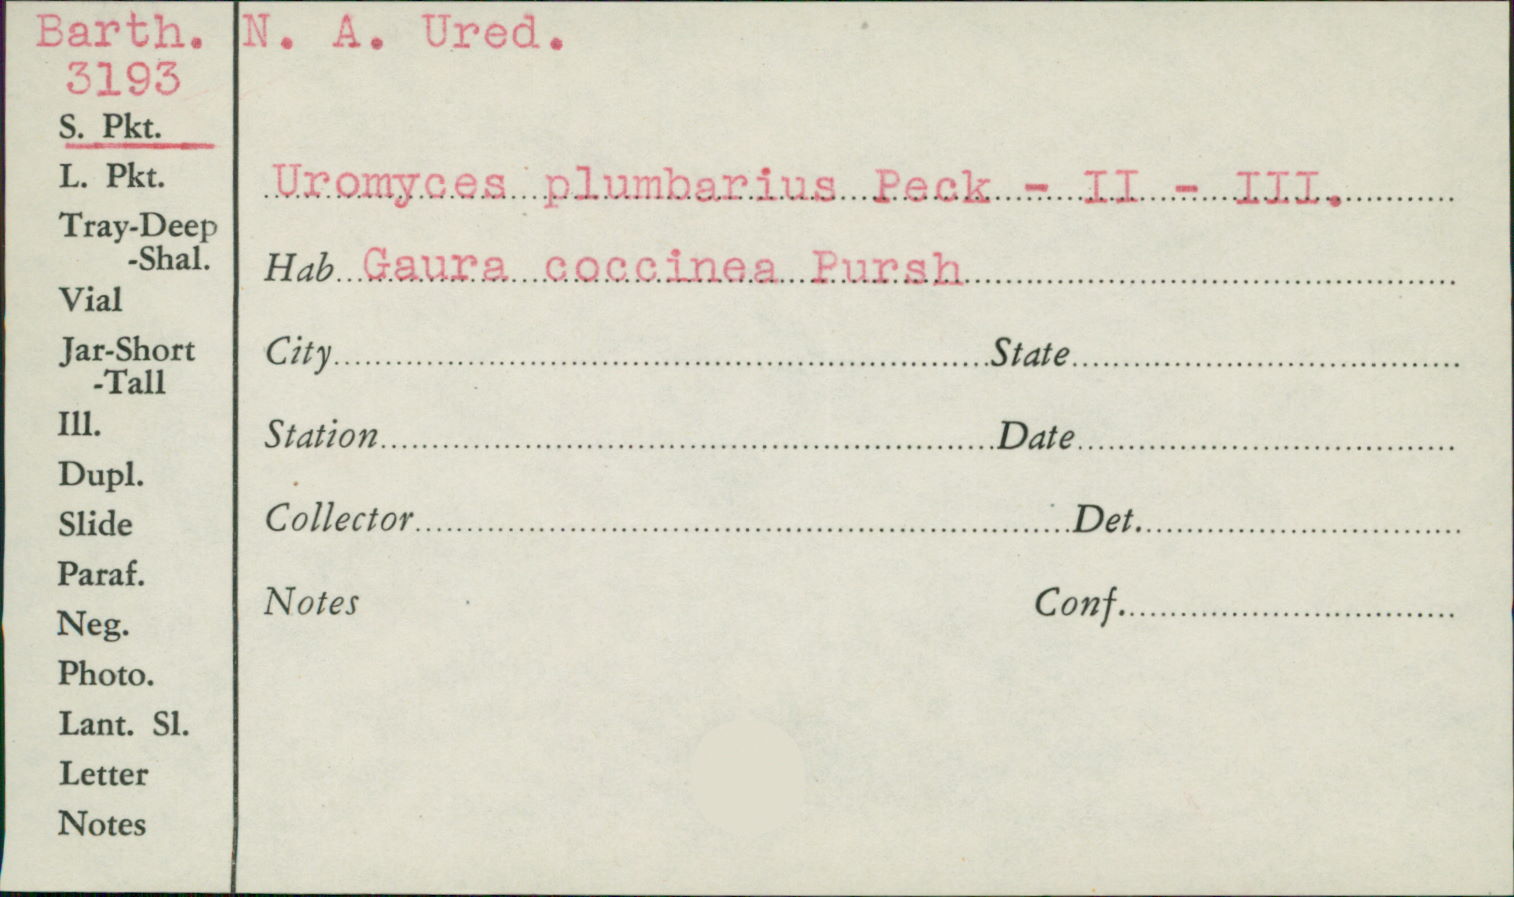 Barth. N. A. Ured.
3193
S. Pkt.
L. Pkt.
Tray-Deep
-Shal.
Vial
Jar-Short
-Tall
Ill.
Dupl.
Slide
Paraf.
Neg.
Photo.
Lant. Sl.
Letter
Notes
Uromyces plumbarius Peck - II - III.
Hab Gaura coccinea Pursh
City State
Station Date
Collector Det.
Notes Conf.